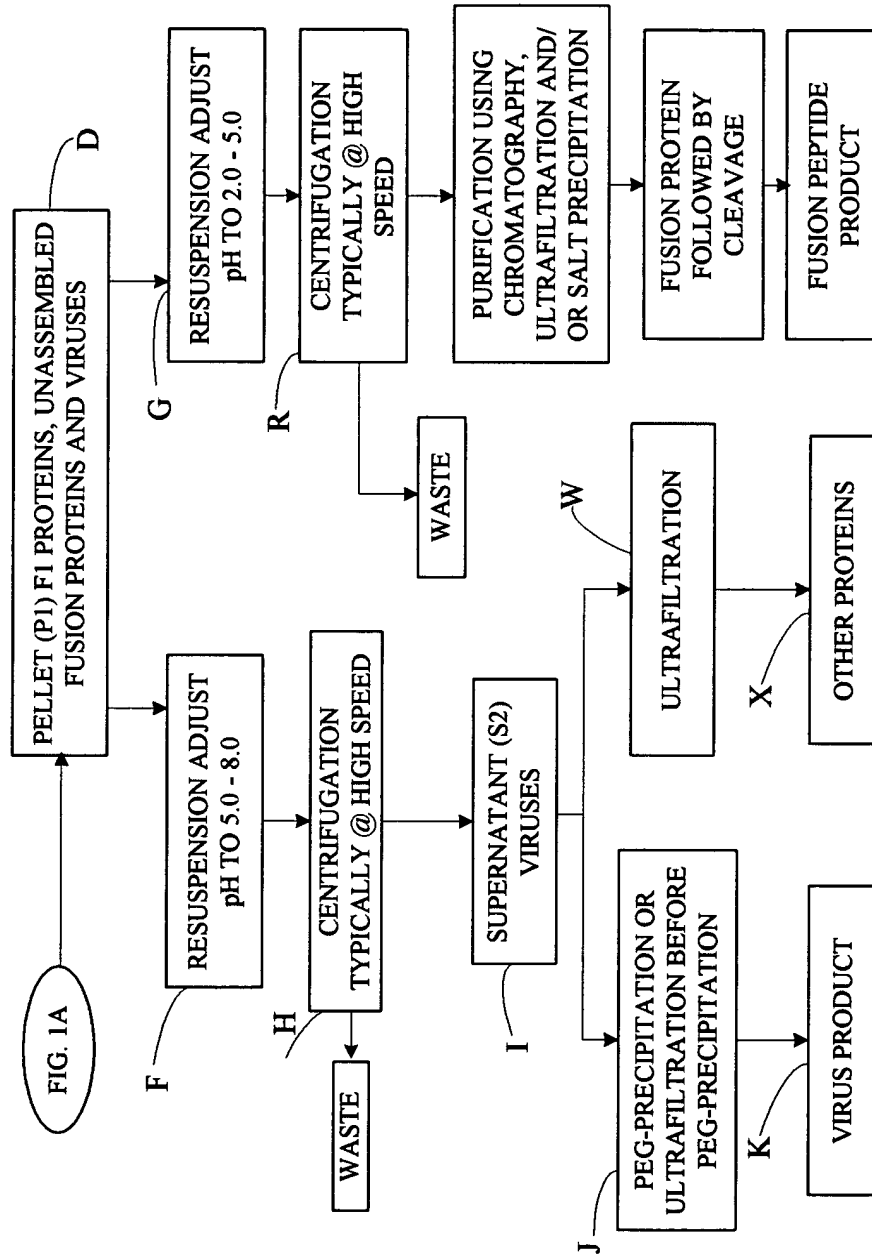 FIG. 1A
PELLET (P1) F1 PROTEINS, UNASSEMBLED
FUSION PROTEINS AND VIRUSES
D
F
RESUSPENSION ADJUST
pH TO 5.0 - 8.0
G
RESUSPENSION ADJUST
pH TO 2.0 - 5.0
H
CENTRIFUGATION
TYPICALLY @ HIGH SPEED
WASTE
R
CENTRIFUGATION
TYPICALLY @ HIGH
SPEED
WASTE
I
SUPERNATANT (S2)
VIRUSES
PURIFICATION USING
CHROMATOGRAPHY,
ULTRAFILTRATION AND/
OR SALT PRECIPITATION
J
PEG-PRECIPITATION OR
ULTRAFILTRATION BEFORE
PEG-PRECIPITATION
W
ULTRAFILTRATION
FUSION PROTEIN
FOLLOWED BY
CLEAVAGE
K
VIRUS PRODUCT
X
OTHER PROTEINS
FUSION PEPTIDE
PRODUCT